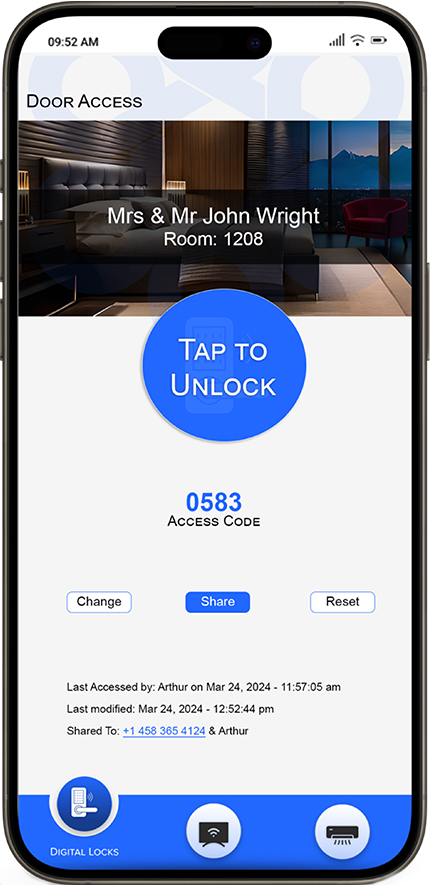 09:52 AM
Door Access
Mrs & Mr John Wright
Room: 1208
Tap to
Unlock
0583
Access Code
Change Share Reset
Last Accessed by: Arthur on Mar 24, 2024 - 11:57:05 am
Last modified: Mar 24, 2024 - 12:52:44 pm
Shared To: +1 458 365 4124 & Arthur
Digital Locks